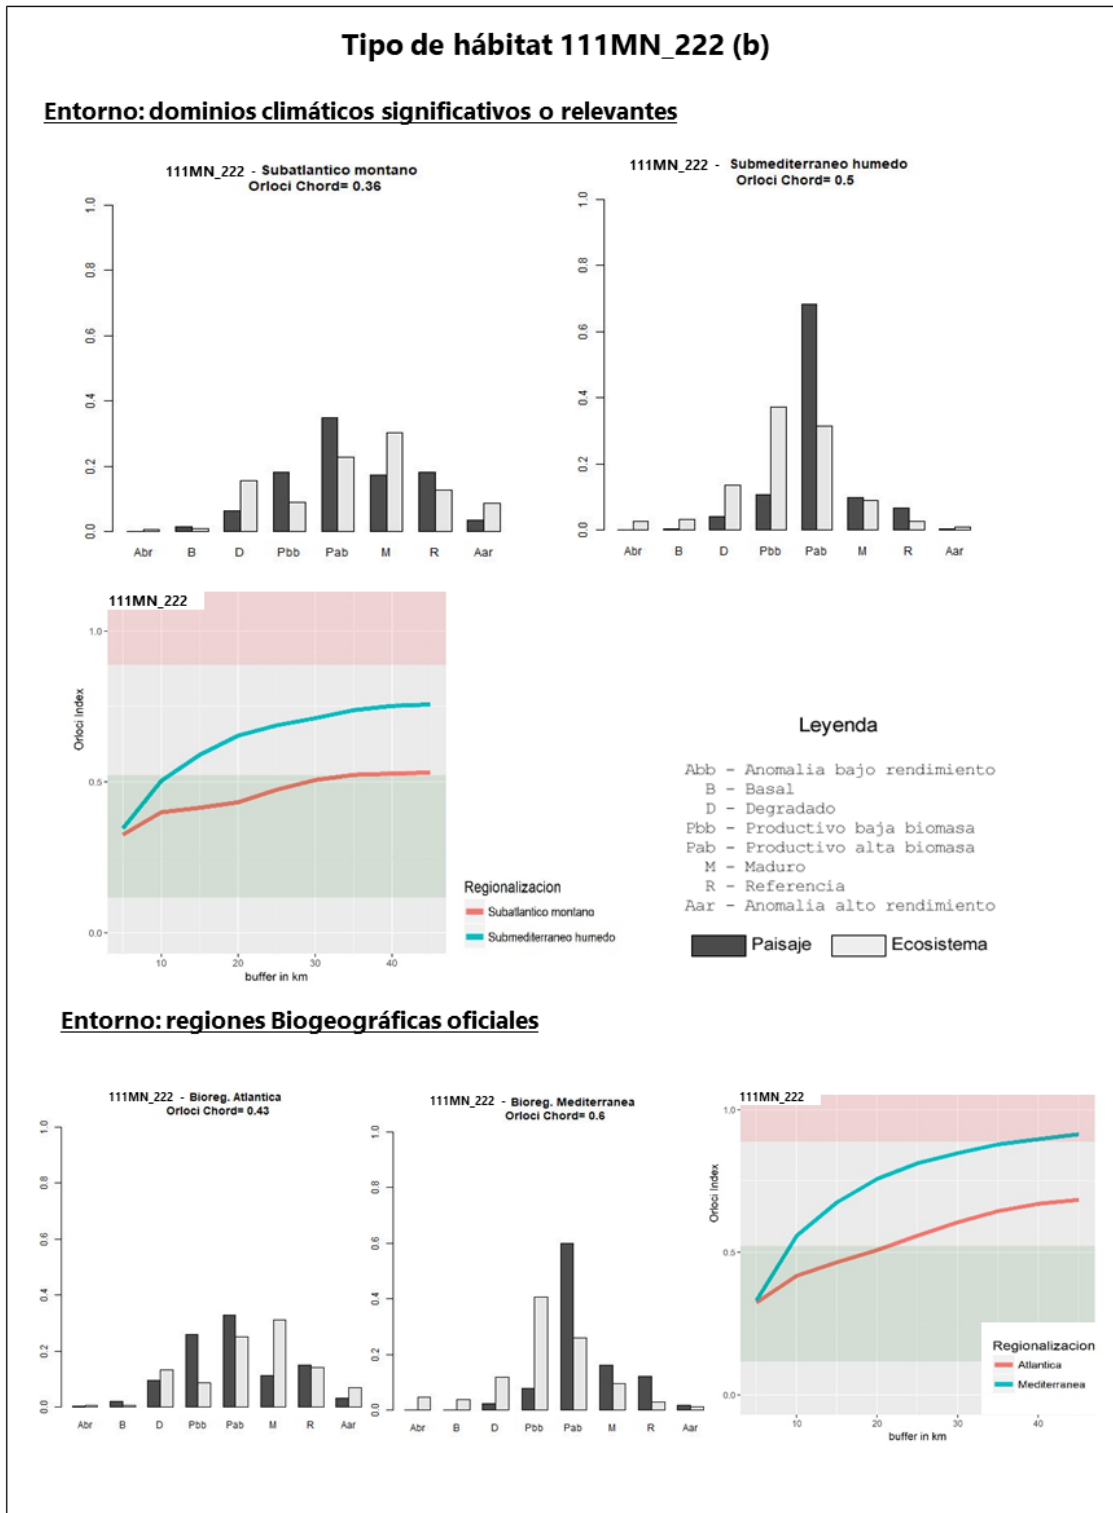 Tipo de hábitat 111MN_222 (b)
Entorno: dominios climáticos significativos o relevantes
111MN_222 - Subatlantico montano
Orloci Chord= 0.36
1.0
0.8
0.6
0.4
0.2
0.0
Abr B D Pbb Pab M R Aar
111MN_222 - Submediterraneo humedo
Orloci Chord= 0.5
1.0
0.8
0.6
0.4
0.2
0.0
Abr B D Pbb Pab M R Aar
111MN_222
Orloci Index
1.0
0.5
0.0
10 20 30 40
buffer in km
Regionalizacion
Subatlantico montano
Submediterraneo humedo
Leyenda
Abb - Anomalia bajo rendimiento
B - Basal
D - Degradado
Pbb - Productivo baja biomasa
Pab - Productivo alta biomasa
M - Maduro
R - Referencia
Aar - Anomalia alto rendimiento
Paisaje Ecosistema
Entorno: regiones Biogeográficas oficiales
111MN_222 - Bioreg. Atlantica
Orloci Chord= 0.43
1.0
0.8
0.6
0.4
0.2
0.0
Abr B D Pbb Pab M R Aar
111MN_222 - Bioreg. Mediterranea
Orloci Chord= 0.6
1.0
0.8
0.6
0.4
0.2
0.0
Abr B D Pbb Pab M R Aar
111MN_222
Orloci Index
1.0
0.5
0.0
10 20 30 40
buffer in km
Regionalizacion
Atlantica
Mediterranea